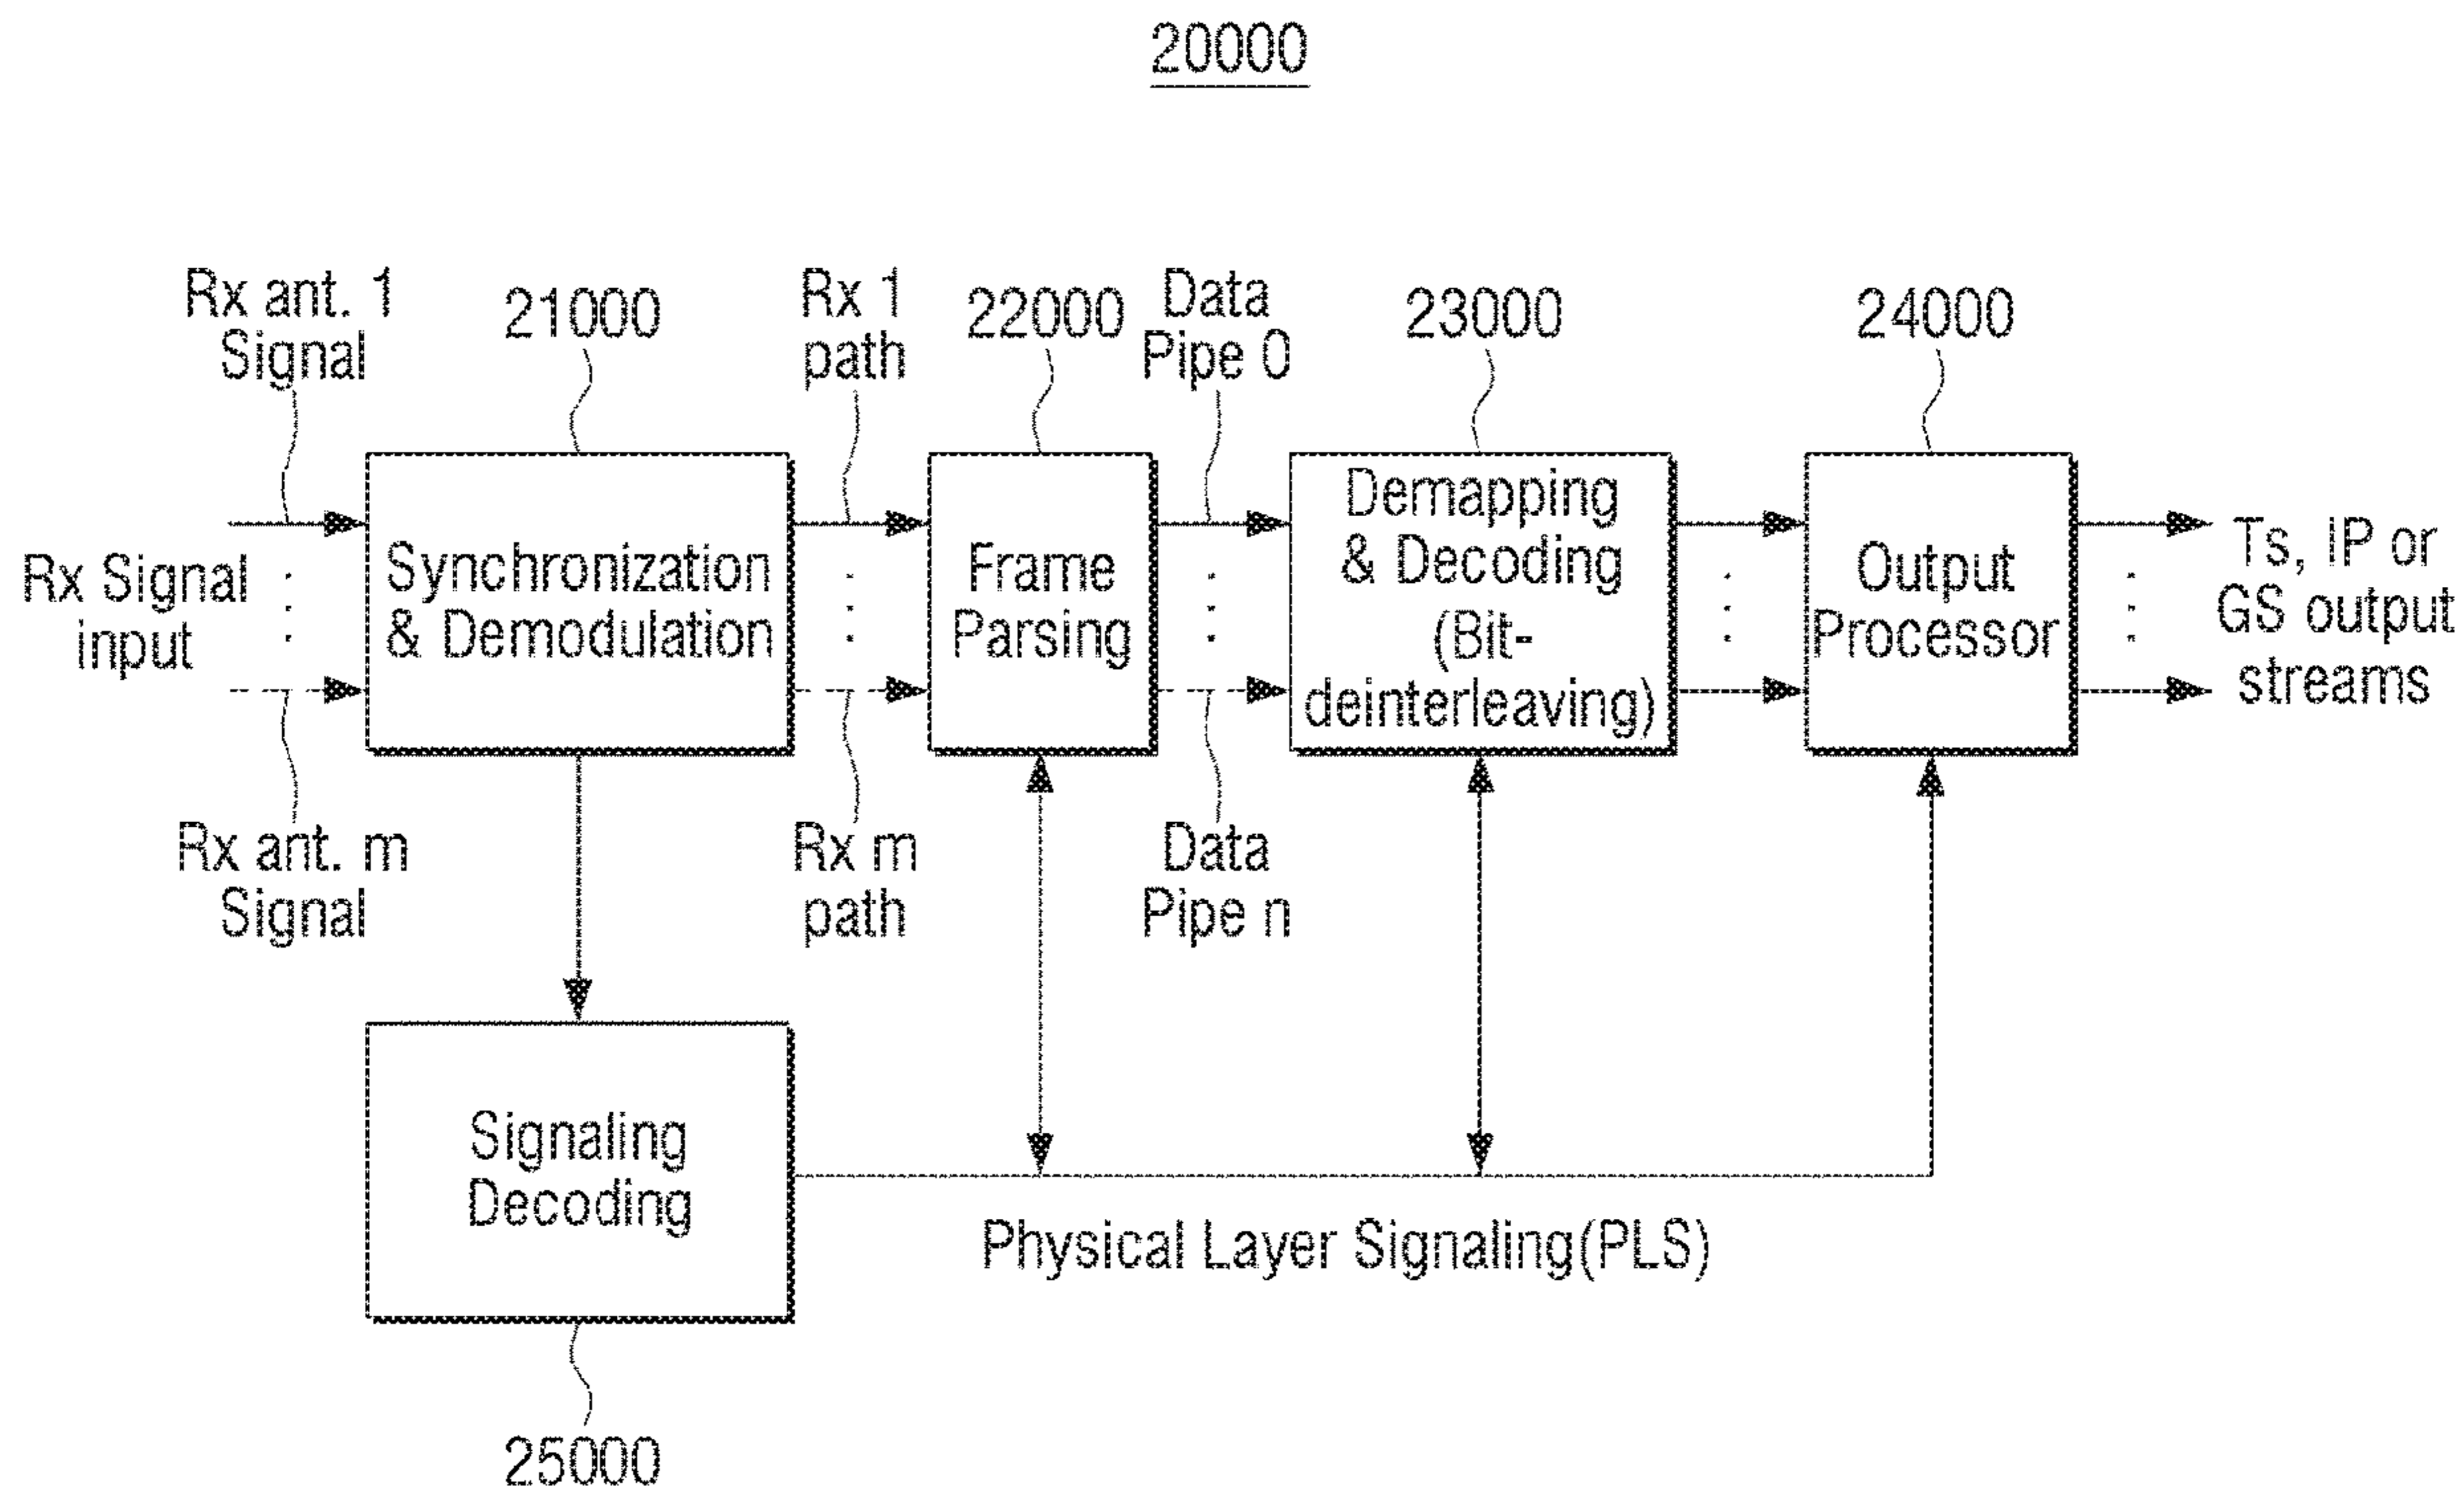 20000
Rx ant. 1
Signal
21000
Rx 1
path
22000
Data
Pipe 0
23000
24000
Rx Signal
input
Synchronization
& Demodulation
Frame
Parsing
Demapping
& Decoding
(Bit-
deinterleaving)
Output
Processor
Ts, IP or
GS output
streams
Rx ant. m
Signal
Rx m
path
Data
Pipe n
Signaling
Decoding
Physical Layer Signaling(PLS)
25000